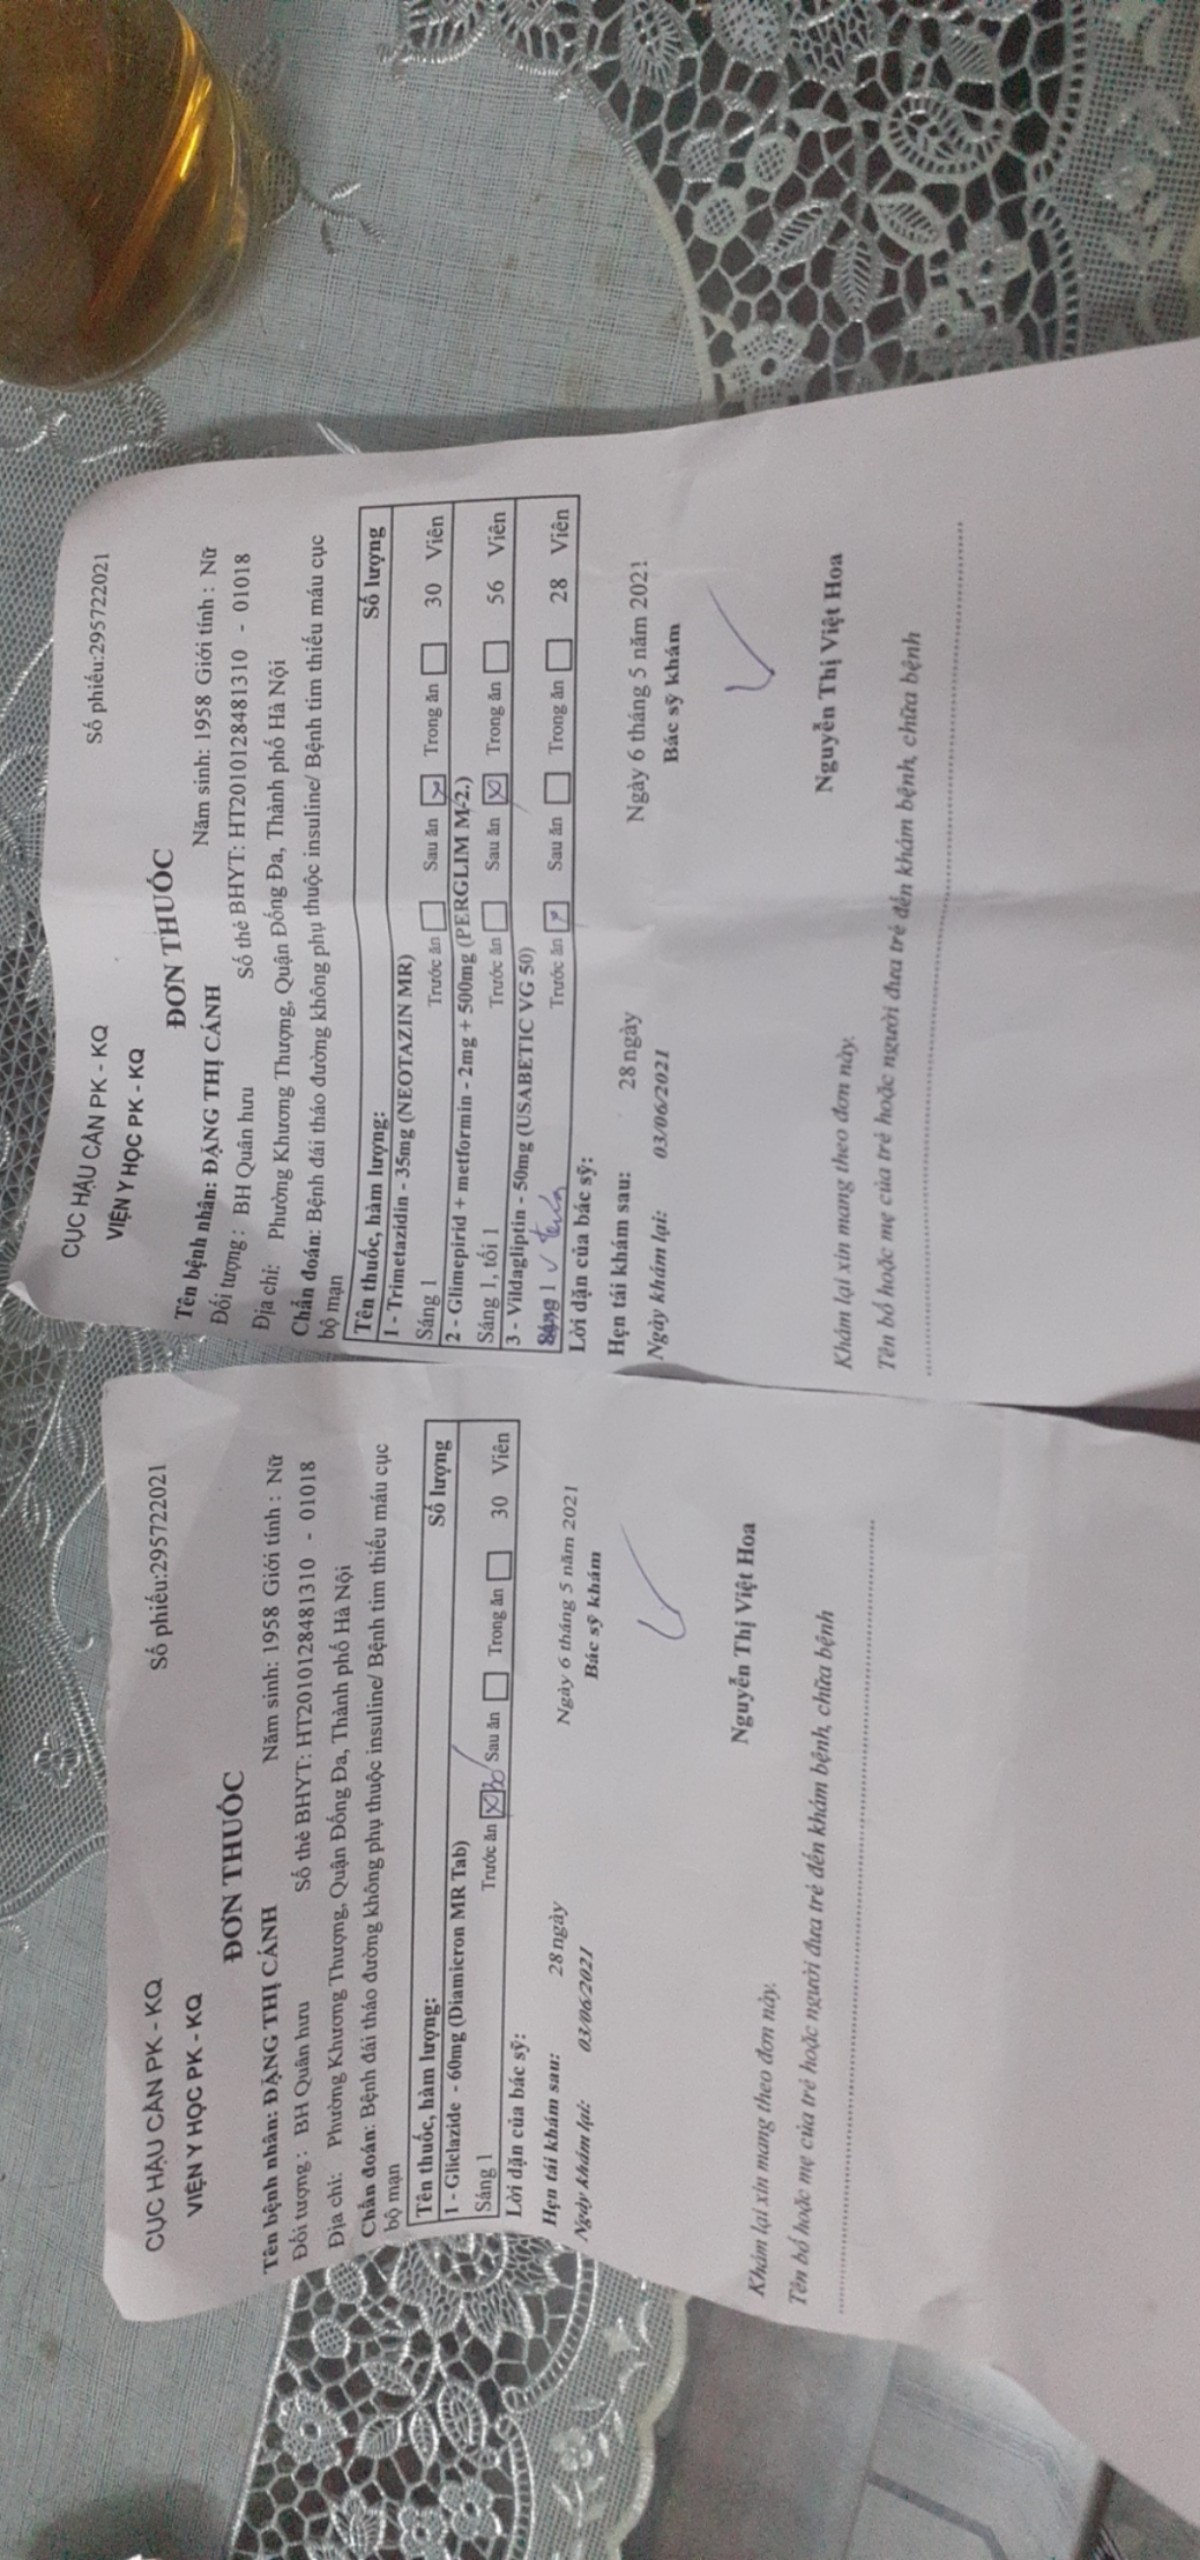 CỤC HẬU CẦN PK - KQ
Số phiếu:295722021
VIỆN Y HỌC PK - KQ
ĐƠN THUỐC
Tên bệnh nhân: ĐẶNG THỊ CÁNH Năm sinh: 1958 Giới tính : Nữ
Đối tượng : BH Quân hưu Số thẻ BHYT: HT2010128481310 - 01018
Địa chỉ: Phường Khương Thượng, Quận Đống Đa, Thành phố Hà Nội
Chẩn đoán: Bệnh đái tháo đường không phụ thuộc insuline/ Bệnh tim thiếu máu cục
bộ mạn
Tên thuốc, hàm lượng: Số lượng
1 - Gliclazide - 60mg (Diamicron MR Tab)
Sáng 1 Trước ăn Sau ăn Trong ăn 30 Viên
Lời dặn của bác sỹ:
Hẹn tái khám sau: 28 ngày
Ngày 6 tháng 5 năm 2021
Ngày khám lại: 03/06/2021
Bác sỹ khám
Nguyễn Thị Việt Hoa
Khám lại xin mang theo đơn này.
Tên bố hoặc mẹ của trẻ hoặc người đưa trẻ đến khám bệnh, chữa bệnh
CỤC HẬU CẦN PK - KQ
Số phiếu:295722021
VIỆN Y HỌC PK - KQ
ĐƠN THUỐC
Tên bệnh nhân: ĐẶNG THỊ CÁNH Năm sinh: 1958 Giới tính : Nữ
Đối tượng : BH Quân hưu Số thẻ BHYT: HT2010128481310 - 01018
Địa chỉ: Phường Khương Thượng, Quận Đống Đa, Thành phố Hà Nội
Chẩn đoán: Bệnh đái tháo đường không phụ thuộc insuline/ Bệnh tim thiếu máu cục
bộ mạn
Tên thuốc, hàm lượng: Số lượng
1 - Trimetazidin - 35mg (NEOTAZIN MR)
Sáng 1 Trước ăn Sau ăn Trong ăn 30 Viên
2 - Glimepirid + metformin - 2mg + 500mg (PERGLIM M-2.)
Sáng 1, tối 1 Trước ăn Sau ăn Trong ăn 56 Viên
3 - Vildagliptin - 50mg (USABETIC VG 50)
Sáng 1 Trước ăn Sau ăn Trong ăn 28 Viên
Lời dặn của bác sỹ:
Hẹn tái khám sau: 28 ngày
Ngày 6 tháng 5 năm 2021
Ngày khám lại: 03/06/2021
Bác sỹ khám
Nguyễn Thị Việt Hoa
Khám lại xin mang theo đơn này.
Tên bố hoặc mẹ của trẻ hoặc người đưa trẻ đến khám bệnh, chữa bệnh